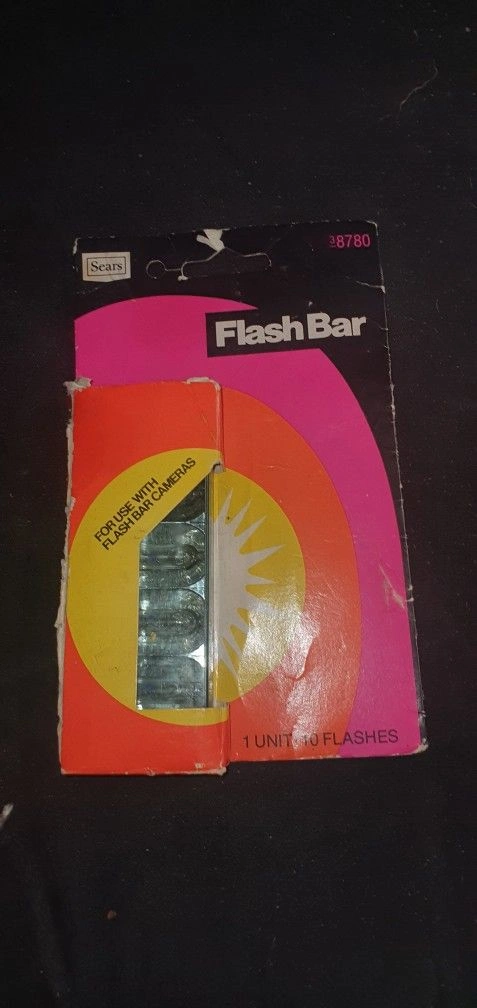 Sears
38780
Flash Bar
FOR USE WITH
FLASH BAR CAMERAS
1 UNIT 10 FLASHES